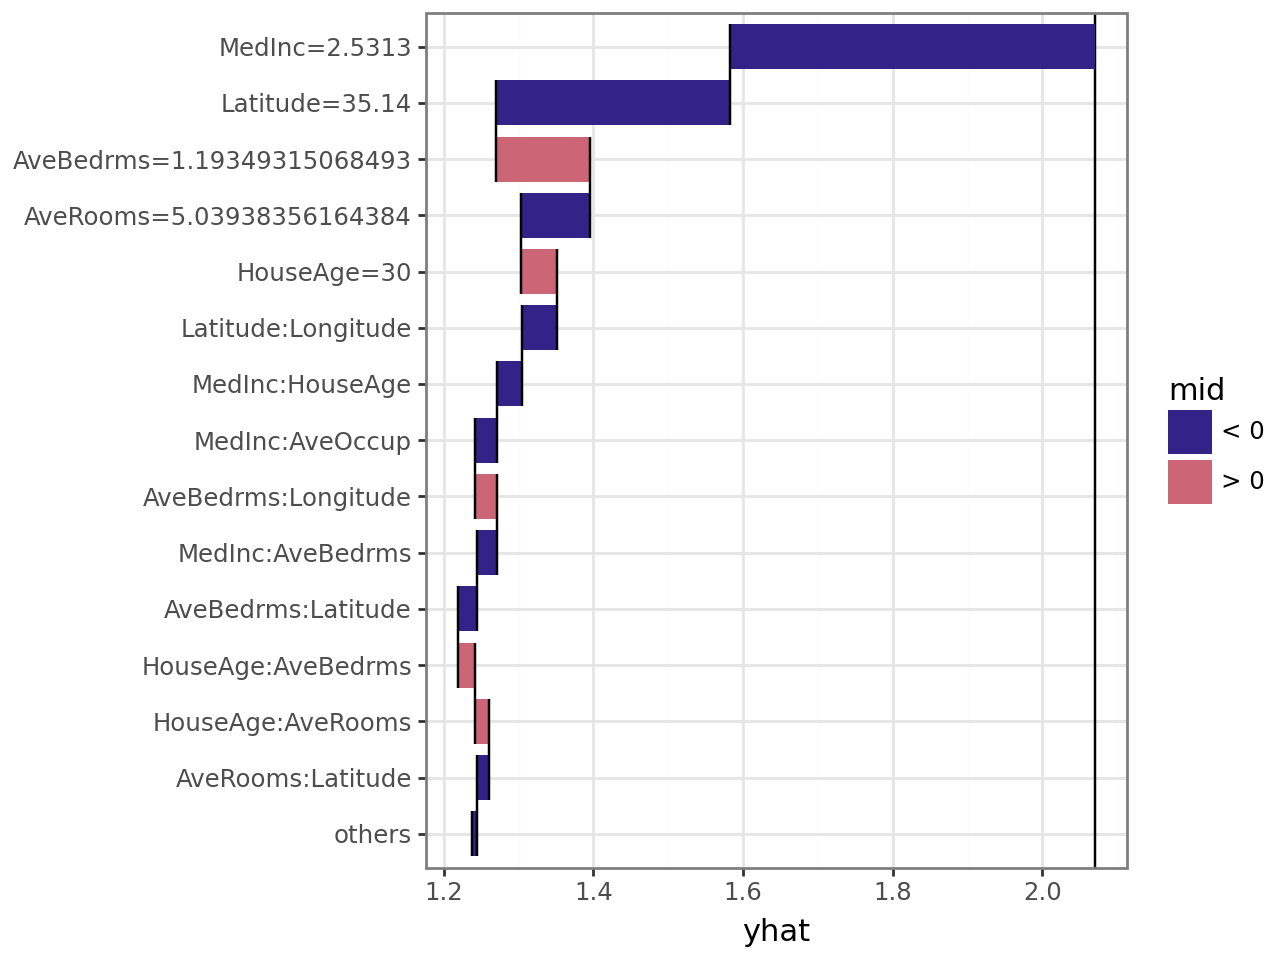 MedInc=2.5313
Latitude=35.14
AveBedrms=1.19349315068493
AveRooms=5.03938356164384
HouseAge=30
Latitude:Longitude
MedInc:HouseAge
MedInc:AveOccup
AveBedrms:Longitude
MedInc:AveBedrms
AveBedrms:Latitude
HouseAge:AveBedrms
HouseAge:AveRooms
AveRooms:Latitude
others
1.2 1.4 1.6 1.8 2.0
yhat
mid
< 0
> 0